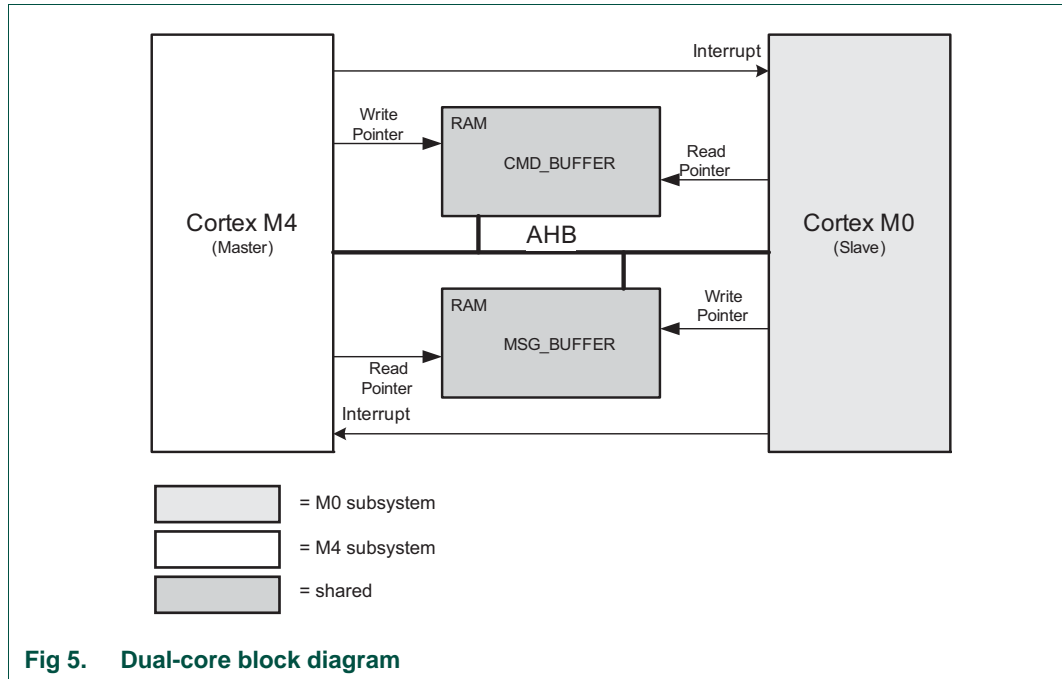 Interrupt
Write
Pointer
RAM
CMD_BUFFER
Read
Pointer
Cortex M4
(Master)
AHB
Cortex M0
(Slave)
RAM
MSG_BUFFER
Write
Pointer
Read
Pointer
Interrupt
= M0 subsystem
= M4 subsystem
= shared
Fig 5. Dual-core block diagram